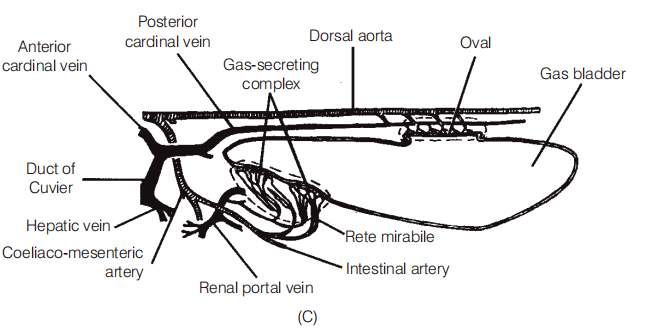 Posterior
cardinal vein
Anterior
cardinal vein
Dorsal aorta
Oval
Gas-secreting
complex
Gas bladder
Duct of
Cuvier
Hepatic vein
Coeliaco-mesenteric
artery
Renal portal vein
Rete mirabile
Intestinal artery
(C)